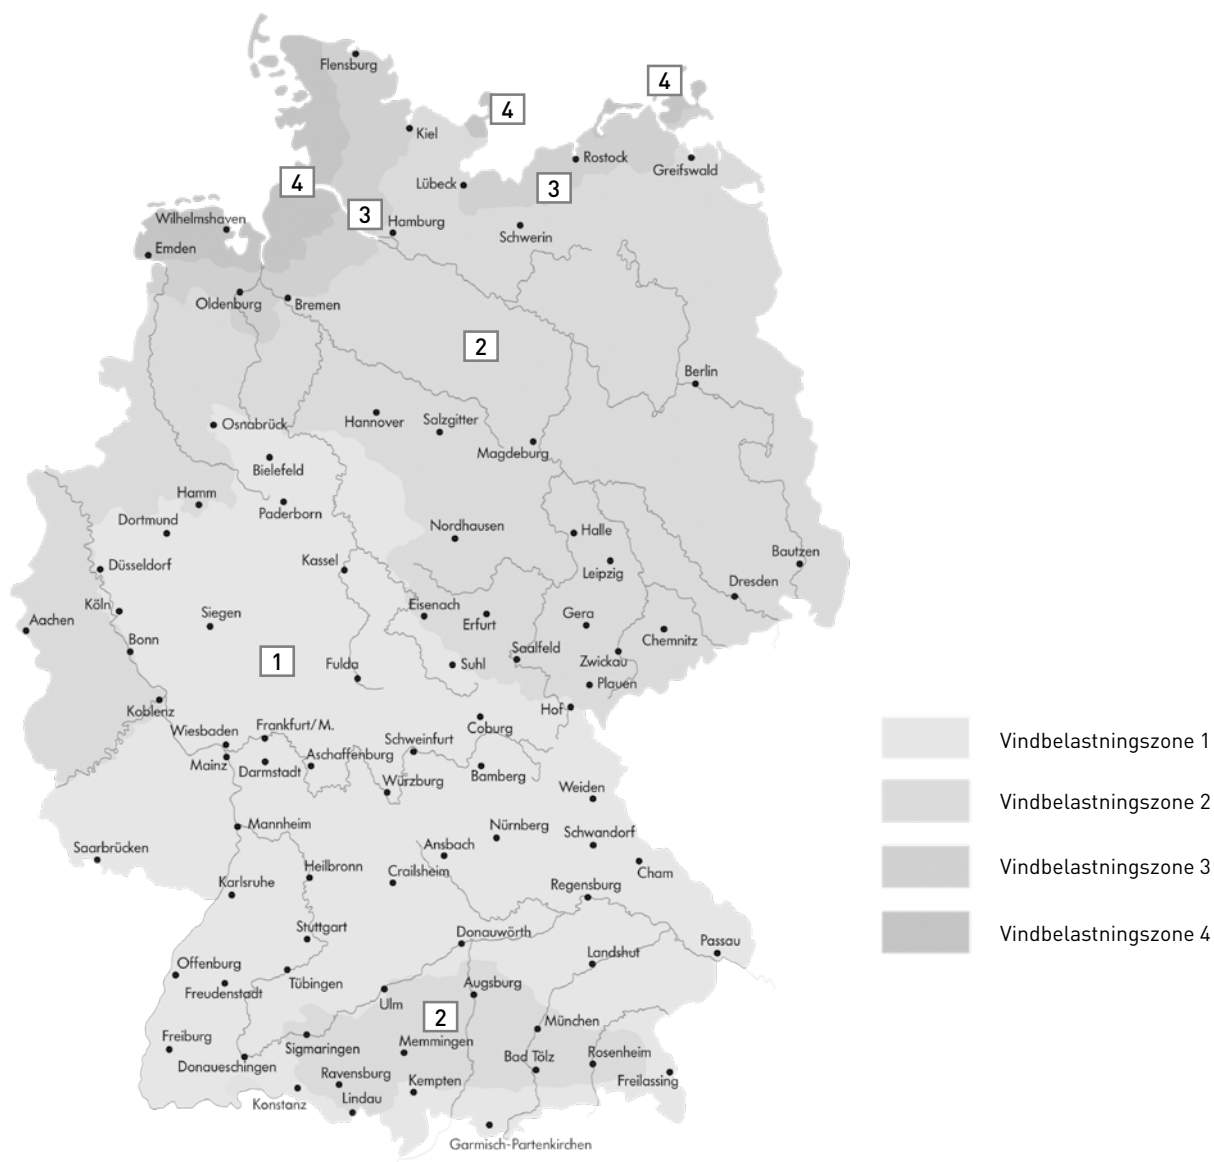 Flensburg
4
4
Kiel
Rostock
Greifswald
4
Lübeck
3
3
Wilhelmshaven
Hamburg
Schwerin
Emden
Oldenburg
Bremen
2
Berlin
Osnabrück
Hannover
Salzgitter
Magdeburg
Bielefeld
Hamm
Paderborn
Dortmund
Nordhausen
Halle
Bautzen
Düsseldorf
Kassel
Leipzig
Dresden
Köln
Eisenach
Aachen
Siegen
Erfurt
Gera
Bonn
Chemnitz
Saalfeld
1
Fulda
Suhl
Zwickau
Plauen
Koblenz
Hof
Wiesbaden
Frankfurt/M.
Coburg
Mainz
Darmstadt
Aschaffenburg
Schweinfurt
Würzburg
Bamberg
Weiden
Mannheim
Nürnberg
Schwandorf
Saarbrücken
Ansbach
Heilbronn
Crailsheim
Cham
Karlsruhe
Regensburg
Stuttgart
Donauwörth
Passau
Landshut
Offenburg
Freudenstadt
Tübingen
Augsburg
Ulm
2
München
Freiburg
Sigmaringen
Memmingen
Donaueschingen
Bad Tölz
Rosenheim
Ravensburg
Kempten
Freilassing
Konstanz
Lindau
Garmisch-Partenkirchen
Vindbelastningszone 1
Vindbelastningszone 2
Vindbelastningszone 3
Vindbelastningszone 4